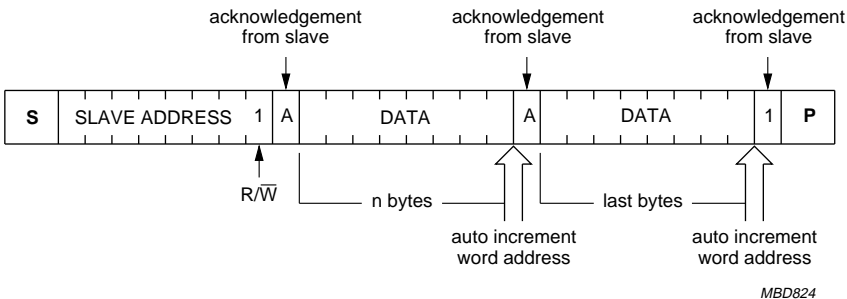 acknowledgement acknowledgement acknowledgement
from slave from slave from slave
S SLAVE ADDRESS 1 A DATA A DATA 1 P
R/W̅ n bytes last bytes
auto increment auto increment
word address word address
MBD824